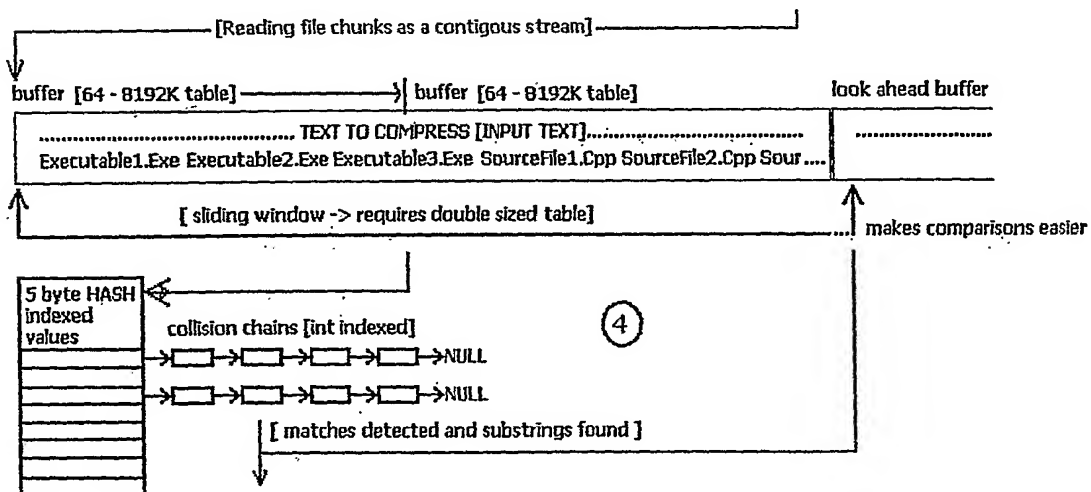 [Reading file chunks as a contigous stream]
buffer [64 - 8192K table] buffer [64 - 8192K table] look ahead buffer
........................................ TEXT TO COMPRESS [INPUT TEXT]........................................
Executable1.Exe Executable2.Exe Executable3.Exe SourceFile1.Cpp SourceFile2.Cpp Sour....
[ sliding window -> requires double sized table]
.... makes comparisons easier
5 byte HASH
indexed
values
collision chains [int indexed]
4
NULL
NULL
[ matches detected and substrings found ]